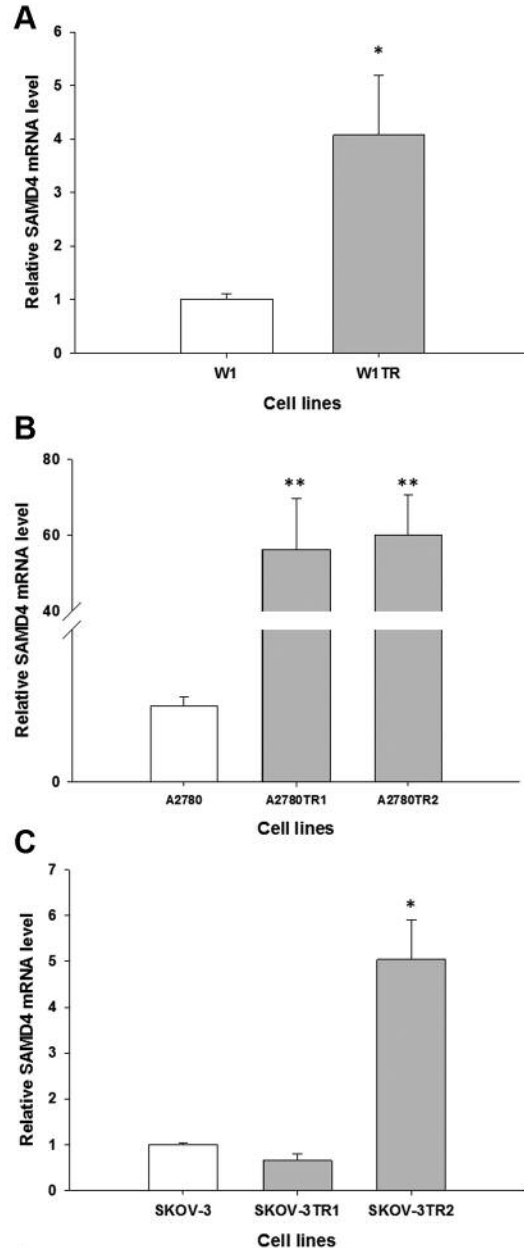 A
6
5
4
3
2
1
0
Relative SAMD4 mRNA level
*
W1
W1TR
Cell lines
B
80
60
40
0
Relative SAMD4 mRNA level
**
**
A2780
A2780TR1
A2780TR2
Cell lines
C
7
6
5
4
3
2
1
0
Relative SAMD4 mRNA level
*
SKOV-3
SKOV-3TR1
SKOV-3TR2
Cell lines